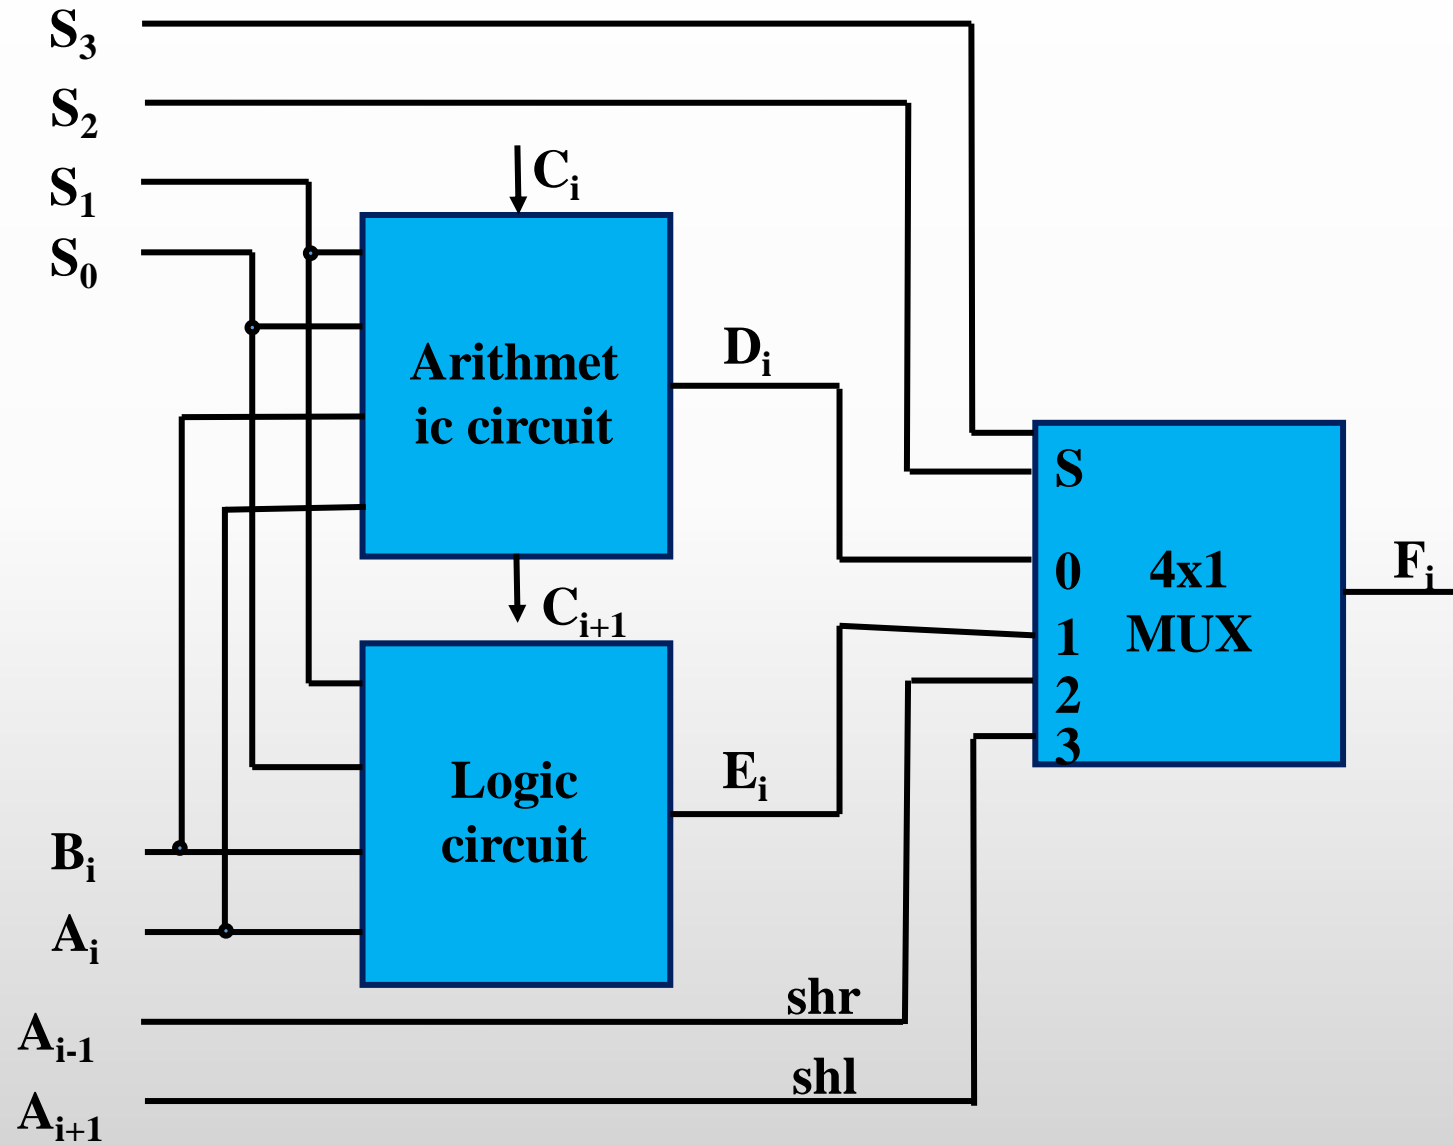 S3
S2
Ci
S1
S0
Di
Arithmet
ic circuit
S
0
4x1
Fi
Ci+1
1
MUX
2
3
Logic
Ei
circuit
Bi
Ai
shr
Ai-1
shl
Ai+1